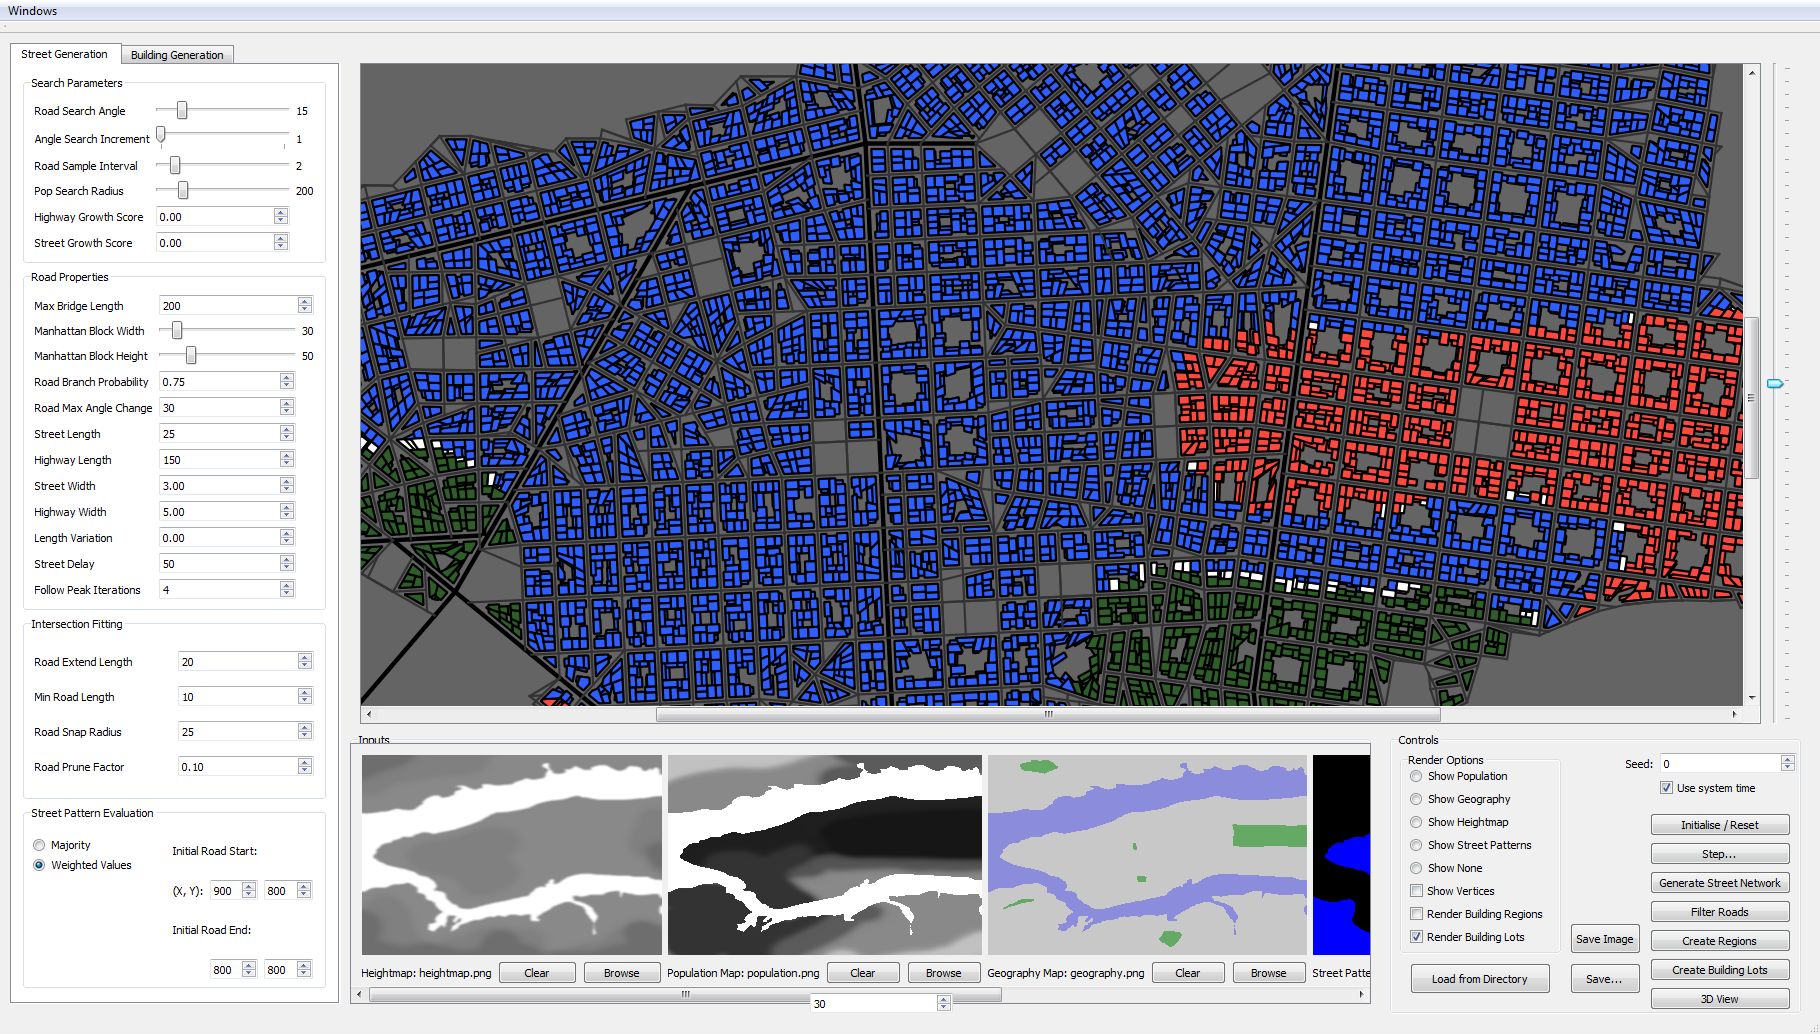 Windows
Street Generation
Building Generation
Search Parameters
Road Search Angle 15
Angle Search Increment 1
Road Sample Interval 2
Pop Search Radius 200
Highway Growth Score 0.00
Street Growth Score 0.00
Road Properties
Max Bridge Length 200
Manhattan Block Width 30
Manhattan Block Height 50
Road Branch Probability 0.75
Road Max Angle Change 30
Street Length 25
Highway Length 150
Street Width 3.00
Highway Width 5.00
Length Variation 0.00
Street Delay 50
Follow Peak Iterations 4
Intersection Fitting
Road Extend Length 20
Min Road Length 10
Road Snap Radius 25
Road Prune Factor 0.10
Street Pattern Evaluation
Majority
Weighted Values
Initial Road Start:
(X, Y): 900 800
Initial Road End:
800 800
Inputs
Heightmap: heightmap.png Clear Browse
Population Map: population.png Clear Browse
Geography Map: geography.png Clear Browse
Street Patte
30
Controls
Render Options
Show Population
Show Geography
Show Heightmap
Show Street Patterns
Show None
Show Vertices
Render Building Regions
Render Building Lots
Load from Directory
Save Image
Save...
Seed: 0
Use system time
Initialise / Reset
Step...
Generate Street Network
Filter Roads
Create Regions
Create Building Lots
3D View